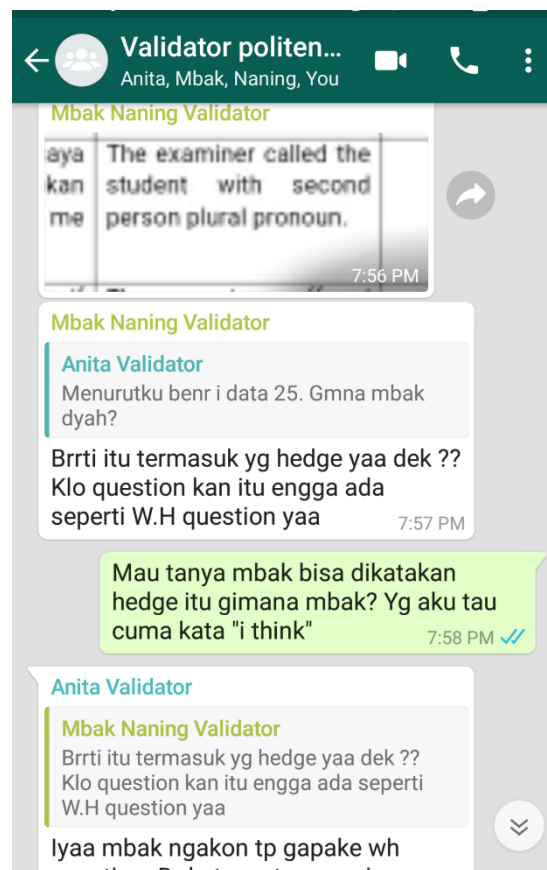 Validator politen...
Anita, Mbak, Naning, You
Mbak Naning Validator
aya The examiner called the
kan student with second
me person plural pronoun.
7:56 PM
Mbak Naning Validator
Anita Validator
Menurutku benr i data 25. Gmna mbak
dyah?
Brrti itu termasuk yg hedge yaa dek ??
Klo question kan itu engga ada
seperti W.H question yaa 7:57 PM
Mau tanya mbak bisa dikatakan
hedge itu gimana mbak? Yg aku tau
cuma kata "i think" 7:58 PM
Anita Validator
Mbak Naning Validator
Brrti itu termasuk yg hedge yaa dek ??
Klo question kan itu engga ada seperti
W.H question yaa
Iyaa mbak ngakon tp gapake wh